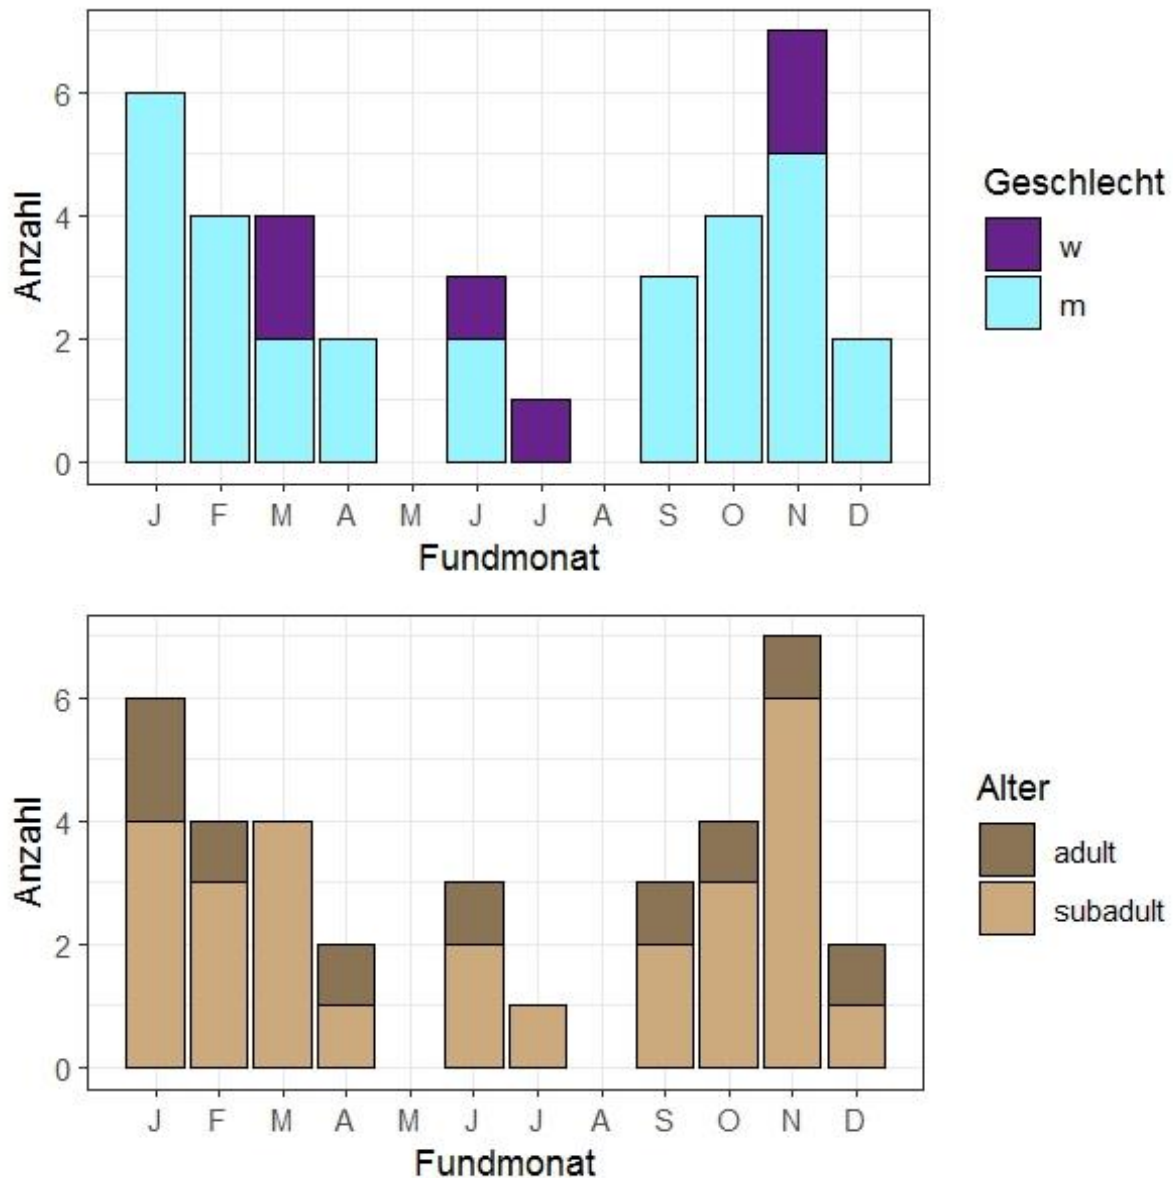 6
4
2
0
Anzahl
J F M A M J J A S O N D
Fundmonat
Geschlecht
w
m
6
4
2
0
Anzahl
J F M A M J J A S O N D
Fundmonat
Alter
adult
subadult